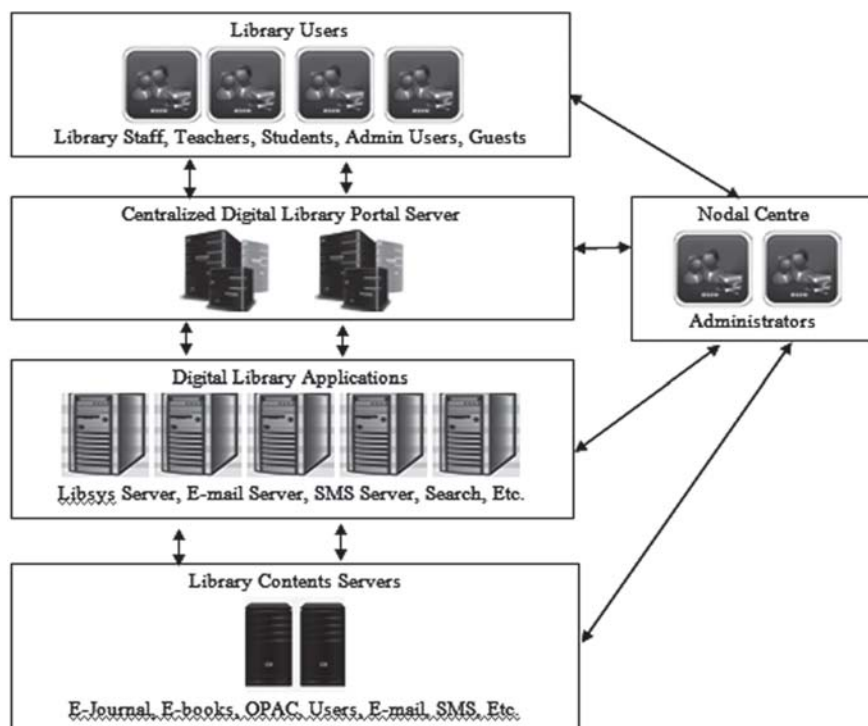 Library Users
Library Staff, Teachers, Students, Admin Users, Guests
Centralized Digital Library Portal Server
Nodal Centre
Administrators
Digital Library Applications
Libsys Server, E-mail Server, SMS Server, Search, Etc.
Library Contents Servers
E-Journal, E-books, OPAC, Users, E-mail, SMS, Etc.